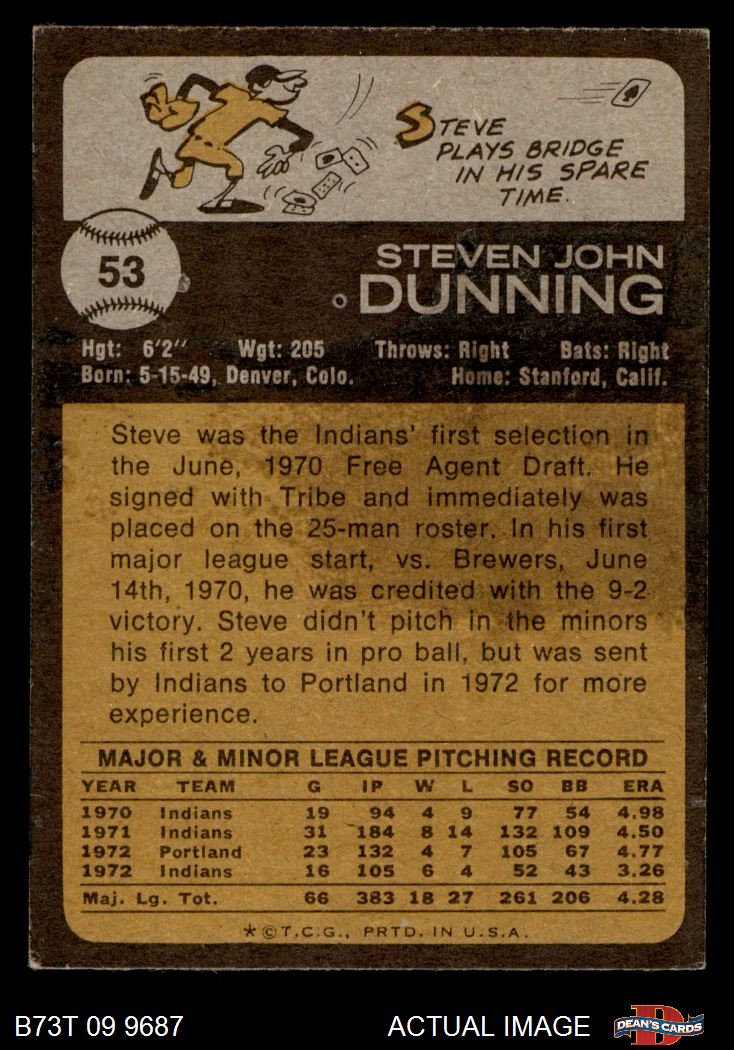 STEVE
PLAYS BRIDGE
IN HIS SPARE
TIME.
53
STEVEN JOHN
DUNNING
Hgt: 6'2" Wgt: 205 Throws: Right Bats: Right
Born: 5-15-49, Denver, Colo. Home: Stanford, Calif.
Steve was the Indians' first selection in
the June, 1970 Free Agent Draft. He
signed with Tribe and immediately was
placed on the 25-man roster. In his first
major league start, vs. Brewers, June
14th, 1970, he was credited with the 9-2
victory. Steve didn't pitch in the minors
his first 2 years in pro ball, but was sent
by Indians to Portland in 1972 for more
experience.
MAJOR & MINOR LEAGUE PITCHING RECORD
YEAR TEAM G IP W L SO BB ERA
1970 Indians 19 94 4 9 77 54 4.98
1971 Indians 31 184 8 14 132 109 4.50
1972 Portland 23 132 4 7 105 67 4.77
1972 Indians 16 105 6 4 52 43 3.26
Maj. Lg. Tot. 66 383 18 27 261 206 4.28
*©T.C.G., PRTD. IN U.S.A.
B73T 09 9687 ACTUAL IMAGE D DEAN'S CARDS